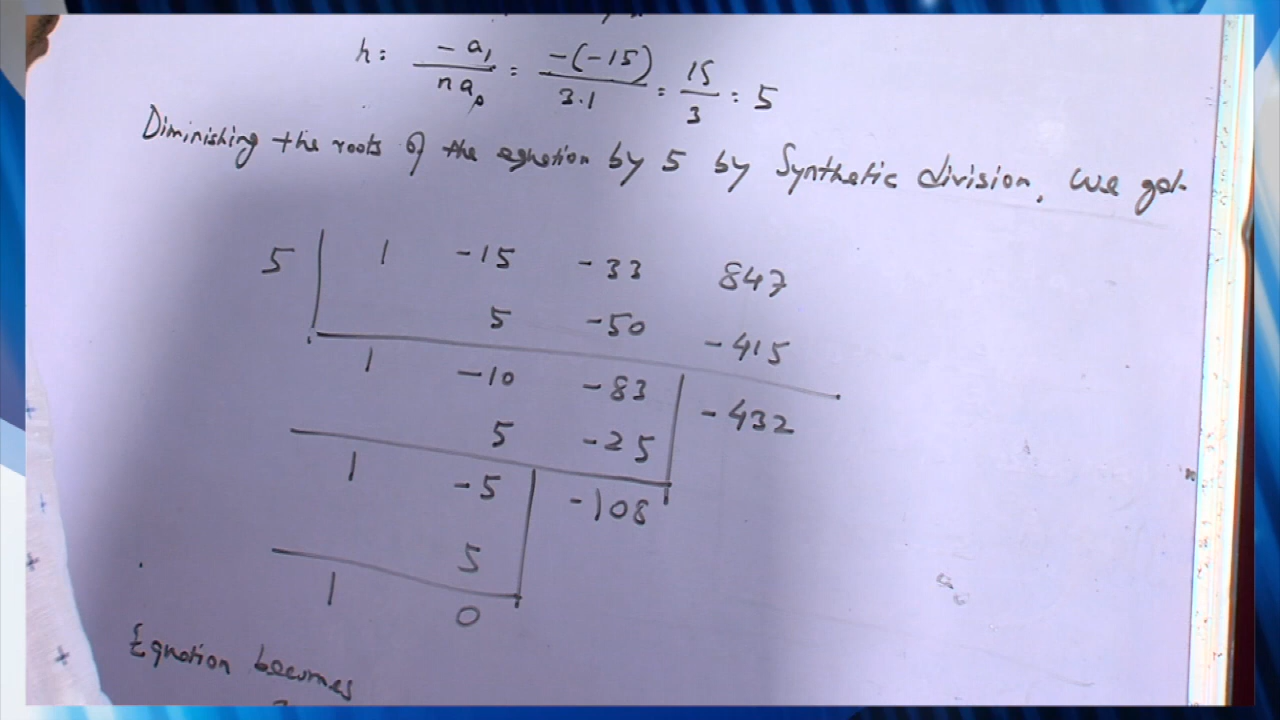 h: -a₁ / na₀ = -(-15) / 3.1 = 15 / 3 = 5
Diminishing the roots of the equation by 5 by Synthetic division, we get
5 | 1 -15 -33 847
5 -50 -415
1 -10 -83 | -432
5 -25
1 -5 | -108
5
1 0
Equation becomes